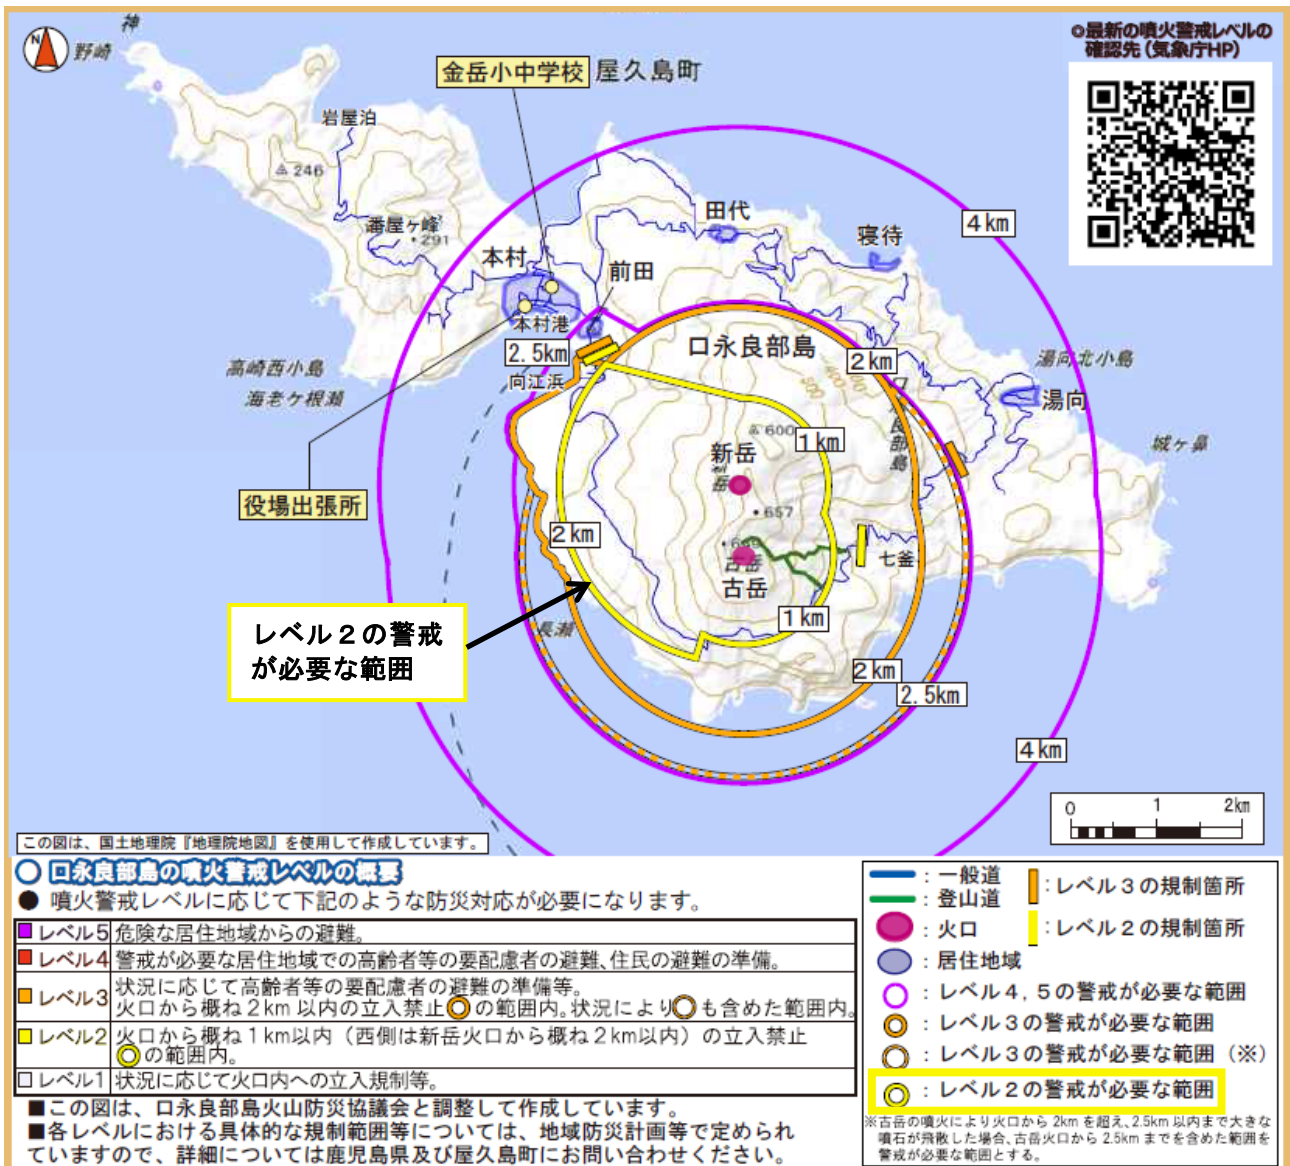 神
野崎
N
◎最新の噴火警戒レベルの
確認先(気象庁HP)
金岳小中学校
屋久島町
岩屋泊
246
番屋ヶ峰
291
本村
前田
田代
寝待
4km
本村港
2.5km
向江浜
口永良部島
2km
高崎西小島
海老ケ根瀬
湯向北小島
湯向
城ヶ鼻
500
400
口永良部島
600
1km
新岳
新岳
657
役場出張所
2km
古岳
古岳
七釜
レベル2の警戒
が必要な範囲
長瀬
1km
2km
2.5km
4km
0 1 2km
この図は、国土地理院『地理院地図』を使用して作成しています。
口永良部島の噴火警戒レベルの概要
● 噴火警戒レベルに応じて下記のような防災対応が必要になります。
レベル5 危険な居住地域からの避難。
レベル4 警戒が必要な居住地域での高齢者等の要配慮者の避難、住民の避難の準備。
レベル3 状況に応じて高齢者等の要配慮者の避難の準備等。
火口から概ね2km以内の立入禁止◎の範囲内。状況により◎も含めた範囲内。
レベル2 火口から概ね1km以内(西側は新岳火口から概ね2km以内)の立入禁止
◎の範囲内。
レベル1 状況に応じて火口内への立入規制等。
■この図は、口永良部島火山防災協議会と調整して作成しています。
■各レベルにおける具体的な規制範囲等については、地域防災計画等で定められ
ていますので、詳細については鹿児島県及び屋久島町にお問い合わせください。
:一般道
:登山道
:火口
:居住地域
:レベル3の規制箇所
:レベル2の規制箇所
:レベル4,5の警戒が必要な範囲
:レベル3の警戒が必要な範囲
:レベル3の警戒が必要な範囲(※)
:レベル2の警戒が必要な範囲
※古岳の噴火により火口から2kmを超え、2.5km以内まで大きな
噴石が飛散した場合、古岳火口から2.5kmまでを含めた範囲を
警戒が必要な範囲とする。